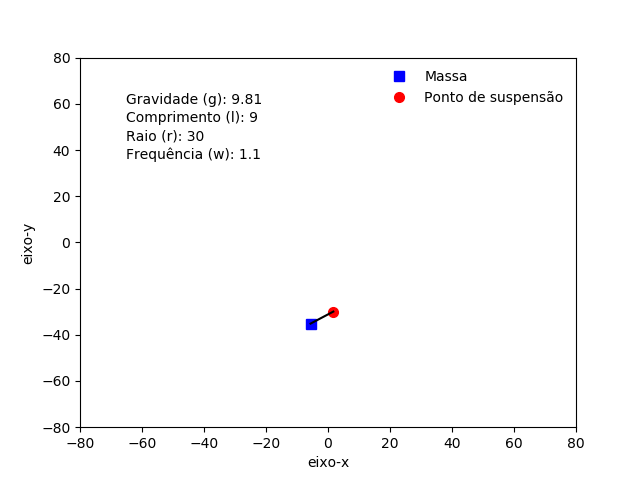 80
60
40
20
0
−20
−40
−60
−80
−80
−60
−40
−20
0
20
40
60
80
eixo-x
eixo-y
Gravidade (g): 9.81
Comprimento (l): 9
Raio (r): 30
Frequência (w): 1.1
Massa
Ponto de suspensão